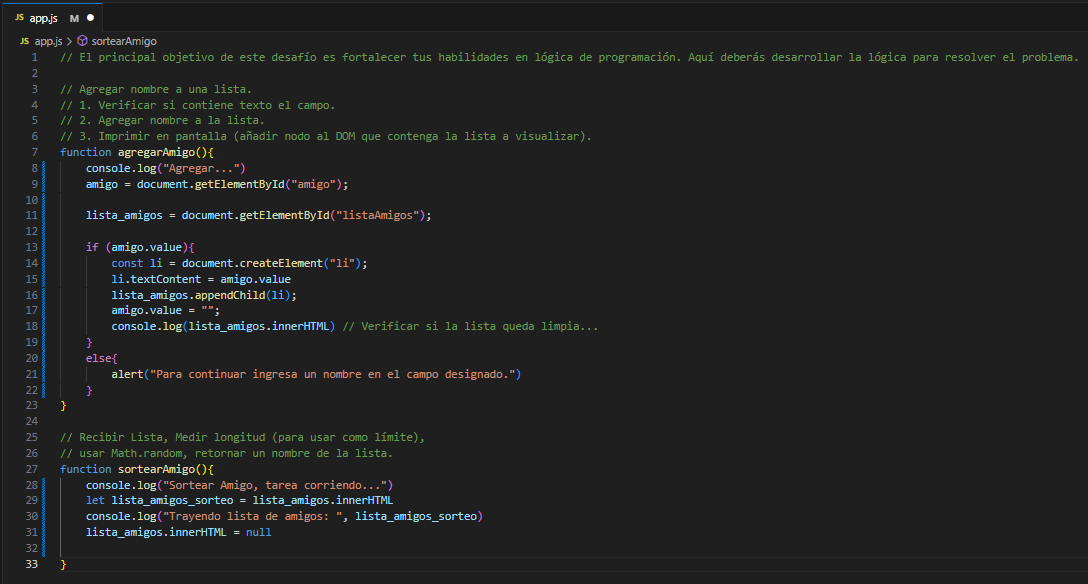 JS app.js M ●
JS app.js > sortearAmigo
1 // El principal objetivo de este desafío es fortalecer tus habilidades en lógica de programación. Aquí deberás desarrollar la lógica para resolver el problema.
2
3 // Agregar nombre a una lista.
4 // 1. Verificar si contiene texto el campo.
5 // 2. Agregar nombre a la lista.
6 // 3. Imprimir en pantalla (añadir nodo al DOM que contenga la lista a visualizar).
7 function agregarAmigo(){
8     console.log("Agregar...")
9     amigo = document.getElementById("amigo");
10
11     lista_amigos = document.getElementById("listaAmigos");
12
13     if (amigo.value){
14         const li = document.createElement("li");
15         li.textContent = amigo.value
16         lista_amigos.appendChild(li);
17         amigo.value = "";
18         console.log(lista_amigos.innerHTML) // Verificar si la lista queda limpia...
19     }
20     else{
21         alert("Para continuar ingresa un nombre en el campo designado.")
22     }
23 }
24
25 // Recibir Lista, Medir longitud (para usar como límite),
26 // usar Math.random, retornar un nombre de la lista.
27 function sortearAmigo(){
28     console.log("Sortear Amigo, tarea corriendo...")
29     let lista_amigos_sorteo = lista_amigos.innerHTML
30     console.log("Trayendo lista de amigos: ", lista_amigos_sorteo)
31     lista_amigos.innerHTML = null
32
33 }